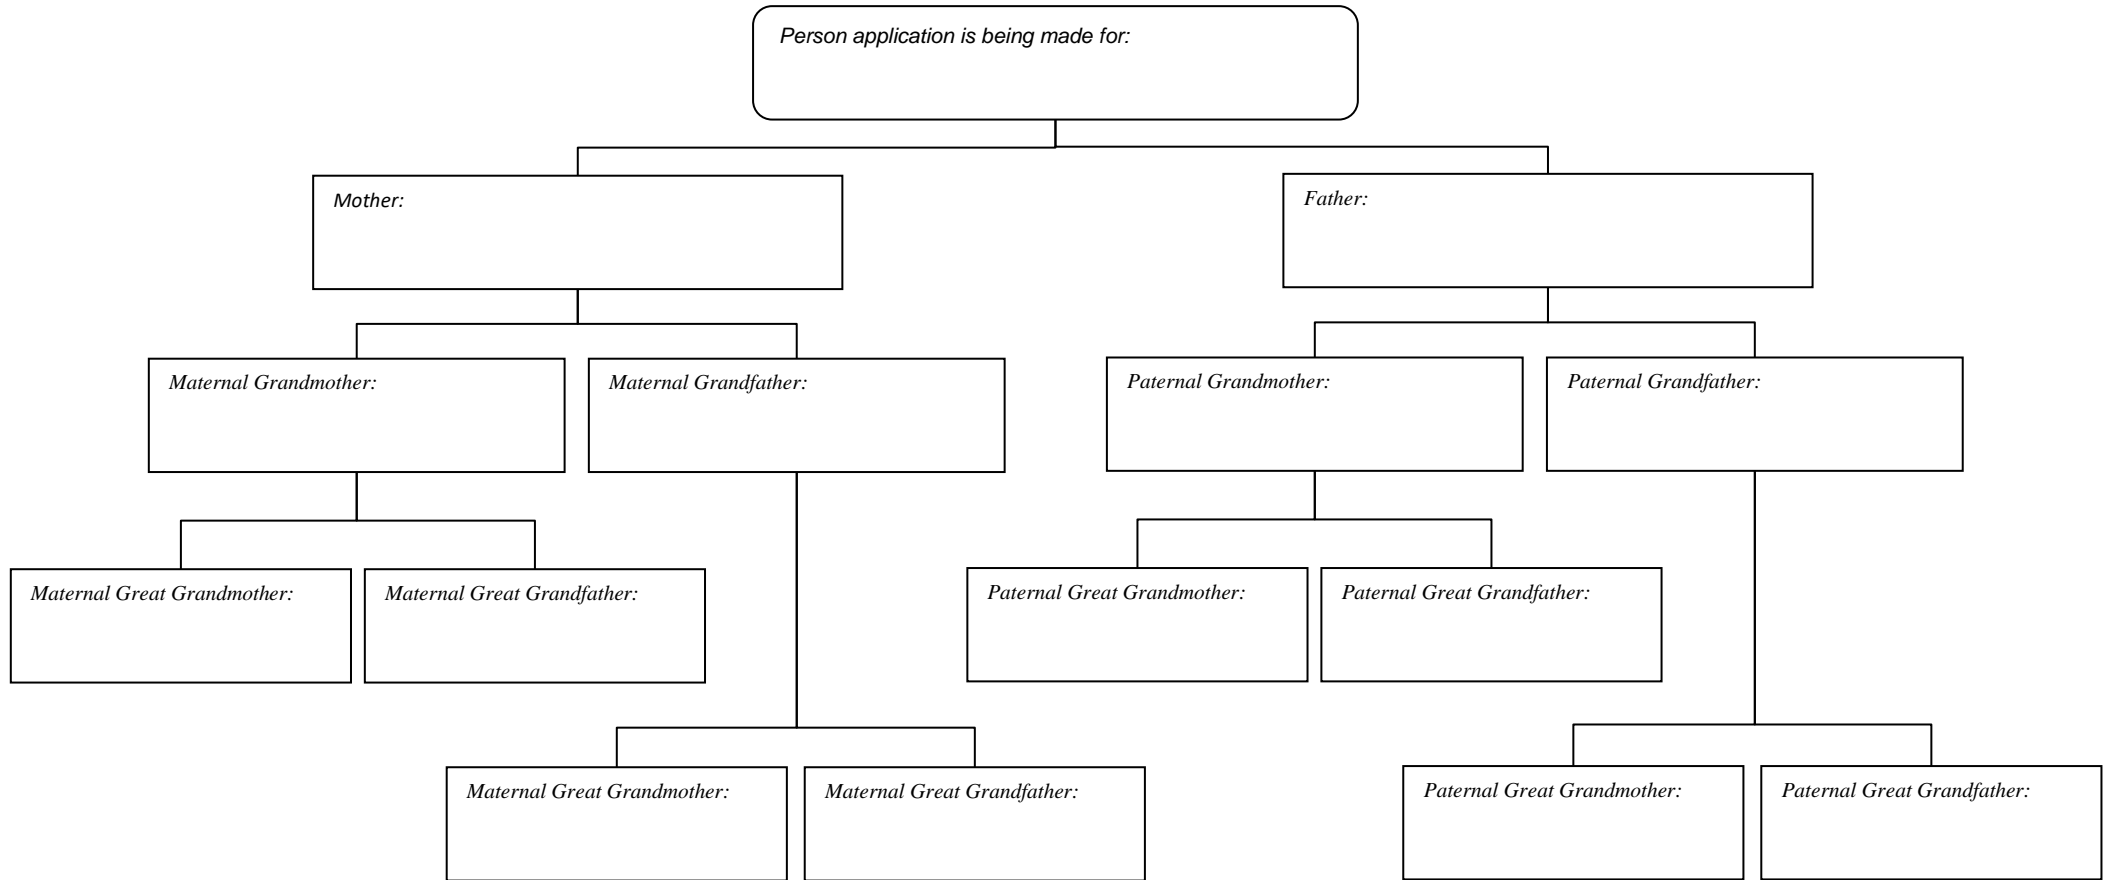 Person application is being made for:
Mother:
Father:
Maternal Grandmother:
Maternal Grandfather:
Paternal Grandmother:
Paternal Grandfather:
Maternal Great Grandmother:
Maternal Great Grandfather:
Paternal Great Grandmother:
Paternal Great Grandfather:
Maternal Great Grandmother:
Maternal Great Grandfather:
Paternal Great Grandmother:
Paternal Great Grandfather: